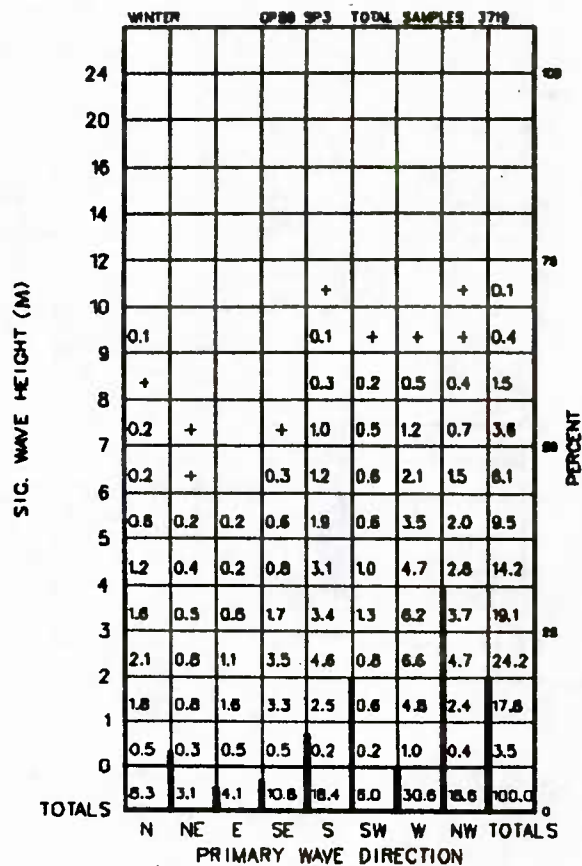 WINTER OPBB SP3 TOTAL SAMPLES 3719
24 100
20
16
14
12 75
+ + 0.1
10
0.1 0.1 + + + 0.4
9
+ 0.3 0.2 0.5 0.4 1.5
8
0.2 + + 1.0 0.5 1.2 0.7 3.6
7 50
0.2 + 0.3 1.2 0.6 2.1 1.5 6.1
6
0.6 0.2 0.2 0.6 1.9 0.6 3.5 2.0 9.5
5
1.2 0.4 0.2 0.8 3.1 1.0 4.7 2.8 14.2
4
1.6 0.5 0.6 1.7 3.4 1.3 6.2 3.7 19.1
3 25
2.1 0.8 1.1 3.5 4.6 0.8 6.6 4.7 24.2
2
1.8 0.8 1.6 3.3 2.5 0.6 4.8 2.4 17.8
1
0.5 0.3 0.5 0.5 0.2 0.2 1.0 0.4 3.5
0
TOTALS 8.3 3.1 4.1 10.8 18.4 6.0 30.6 18.6 100.0 0
N NE E SE S SW W NW TOTALS
PRIMARY WAVE DIRECTION
SIG. WAVE HEIGHT (M)
PERCENT